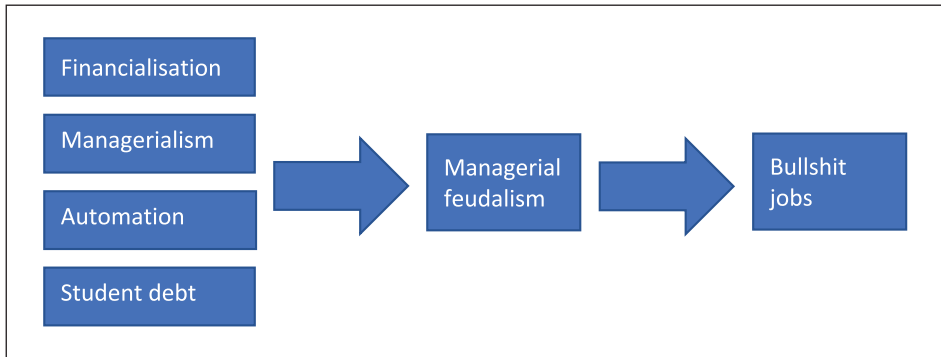 Financialisation
Managerialism
Automation
Student debt
Managerial
feudalism
Bullshit
jobs